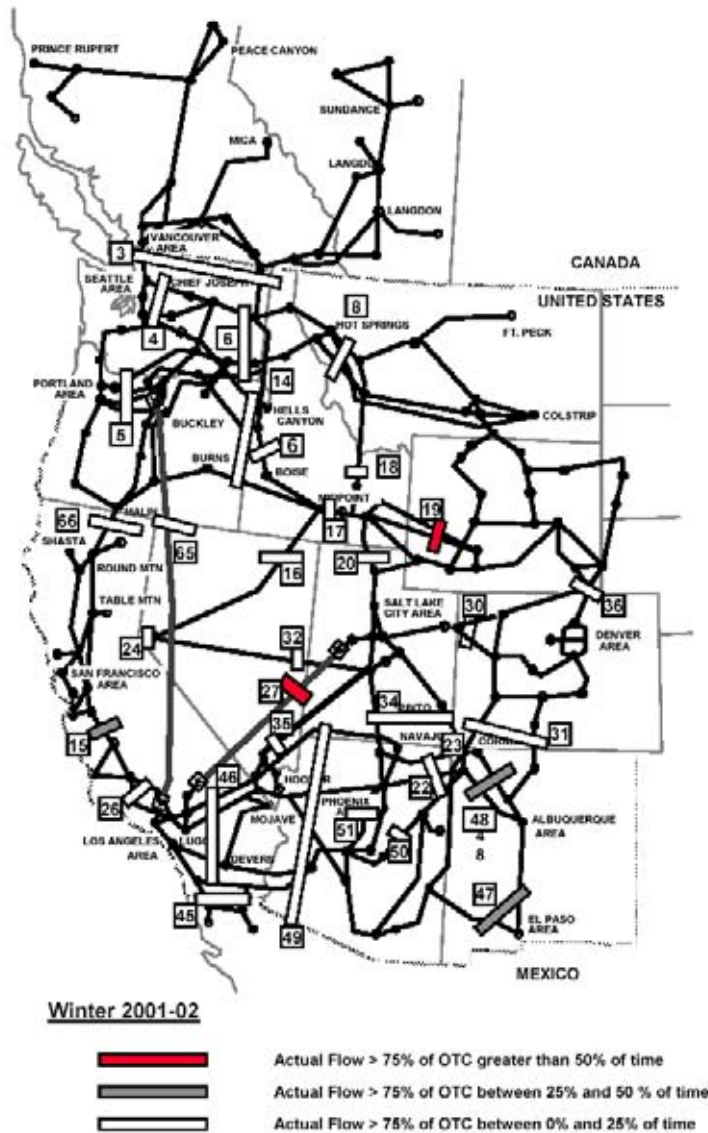 PRINCE RUPERT
PEACE CANYON
SUNDANCE
MICA
LANGDON
VANCOUVER
AREA
3
CANADA
SEATTLE
AREA
CHIEF JOSEPH
UNITED STATES
8
HOT SPRINGS
4
6
FT. PECK
PORTLAND
AREA
14
HELLS
CANYON
COLSTRIP
5
BUCKLEY
6
BURNS
BOISE
18
MIDPOINT
19
66
MALIN
17
SHASTA
65
20
ROUND MTN
16
TABLE MTN
SALT LAKE
CITY AREA
30
36
24
32
DENVER
AREA
SAN FRANCISCO
AREA
27
34
PINTO
15
35
NAVAJO
23
31
46
22
26
HOOVER
PHOENIX
MOJAVE
51
48
ALBUQUERQUE
AREA
LOS ANGELES
AREA
LUGO
50
4
8
DEVERS
47
45
EL PASO
AREA
49
MEXICO
Winter 2001-02
Actual Flow > 75% of OTC greater than 50% of time
Actual Flow > 75% of OTC between 25% and 50 % of time
Actual Flow > 75% of OTC between 0% and 25% of time